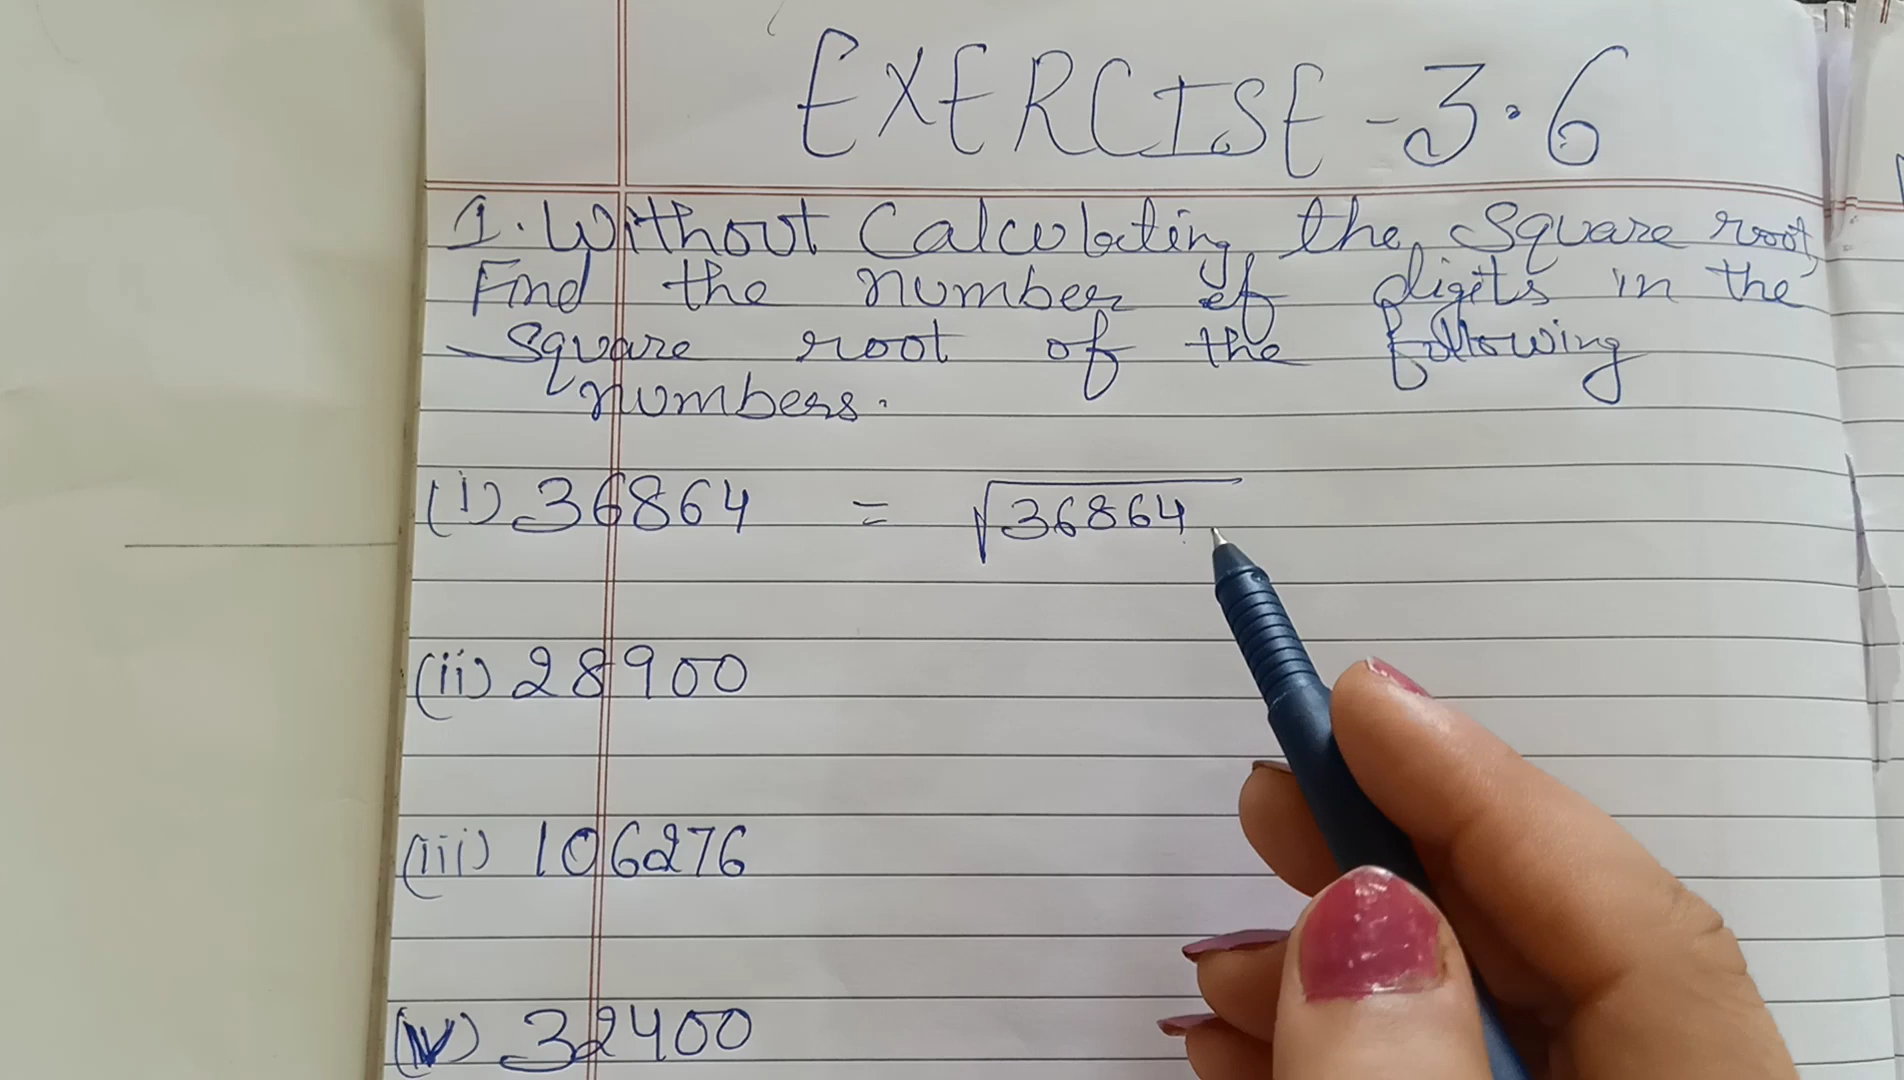 EXERCISE - 3.6
1. Without Calculating the Square root,
Find the number of digits in the
Square root of the following
numbers.
(i) 36864 = √36864
(ii) 28900
(iii) 106276
(iv) 32400